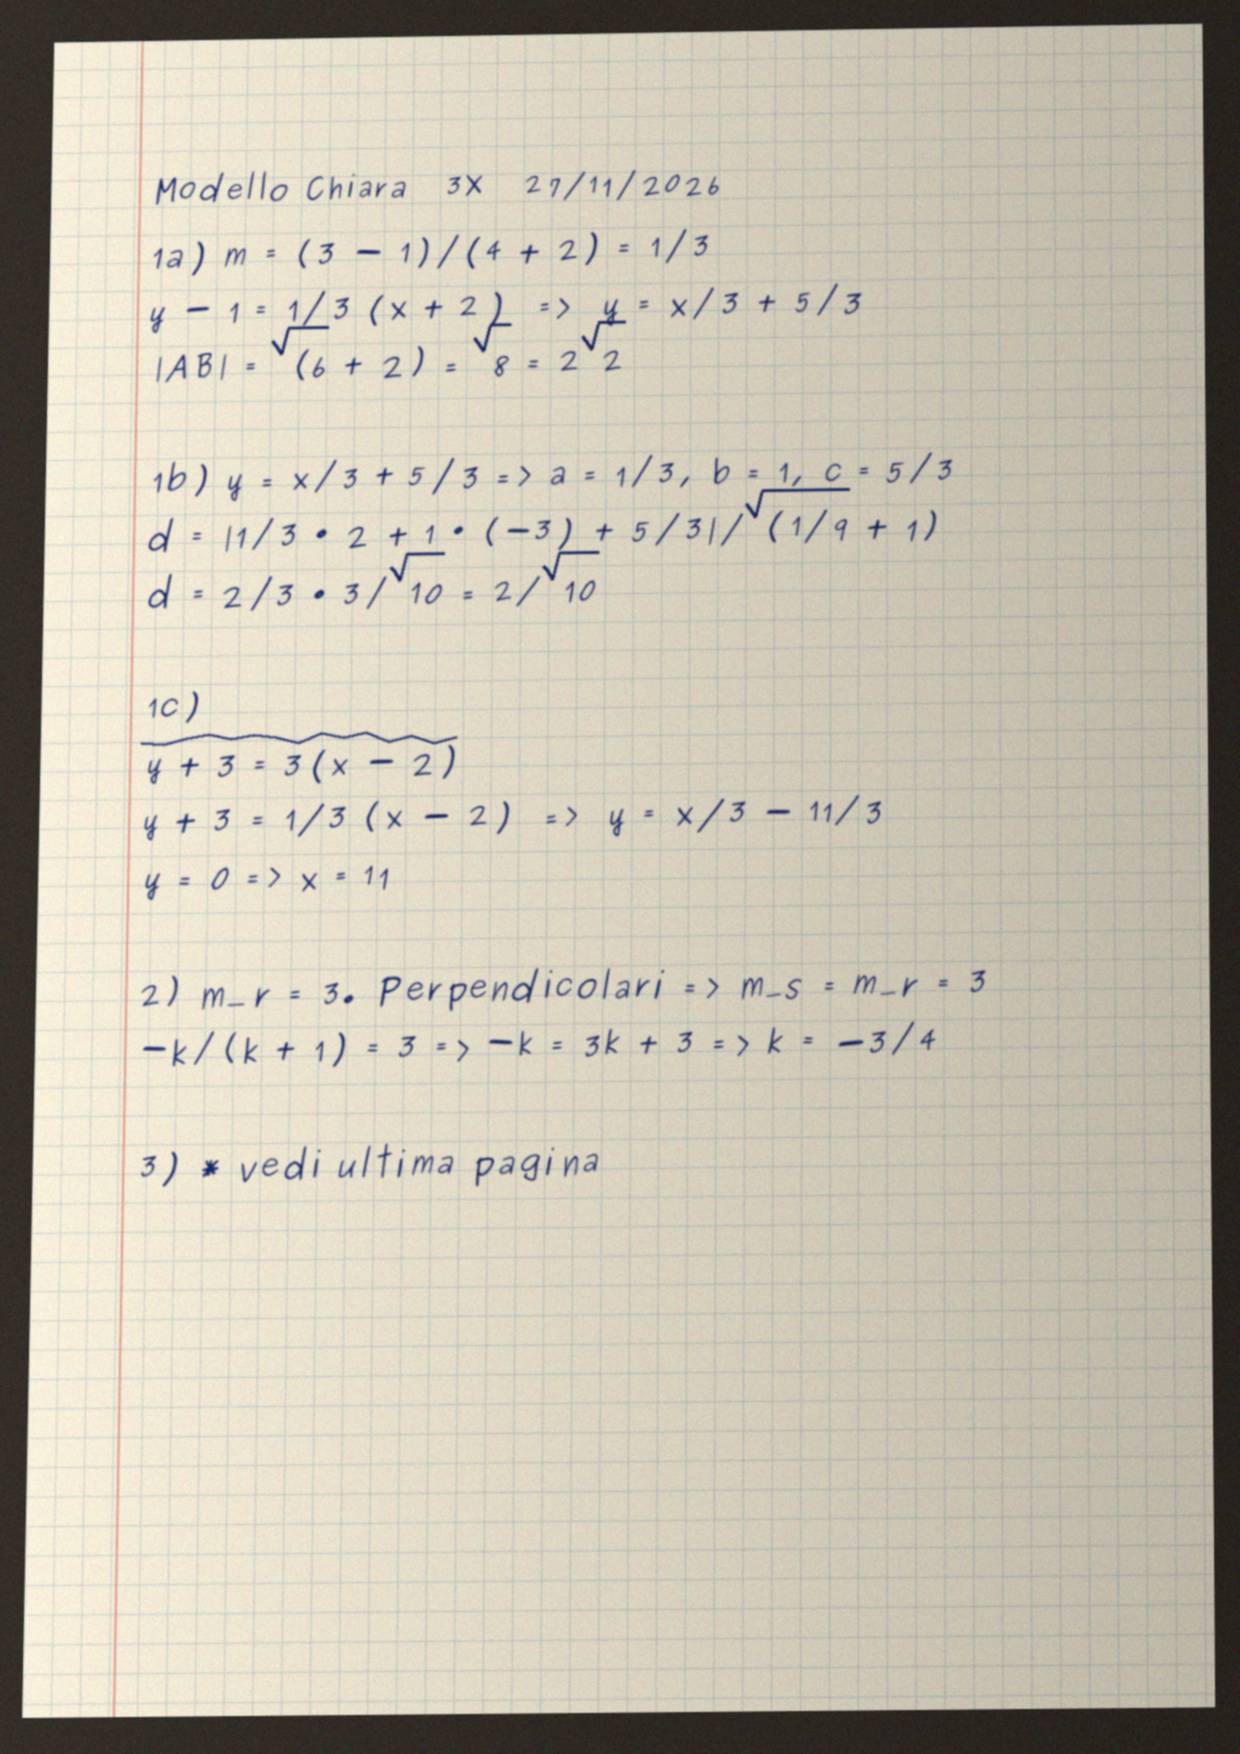 Modello Chiara 3X 27/11/2026
1a) m = (3 − 1)/(4 + 2) = 1/3
y − 1 = 1/3 (x + 2) => y = x/3 + 5/3
|AB| = √(6 + 2) = √8 = 2√2
1b) y = x/3 + 5/3 => a = 1/3, b = 1, c = 5/3
d = |1/3 • 2 + 1 • (−3) + 5/3|/√(1/9 + 1)
d = 2/3 • 3/√10 = 2/√10
1c)
y + 3 = 3(x − 2)
y + 3 = 1/3 (x − 2) => y = x/3 − 11/3
y = 0 => x = 11
2) m_r = 3. Perpendicolari => m_s = m_r = 3
−k/(k + 1) = 3 => −k = 3k + 3 => k = −3/4
3) * vedi ultima pagina